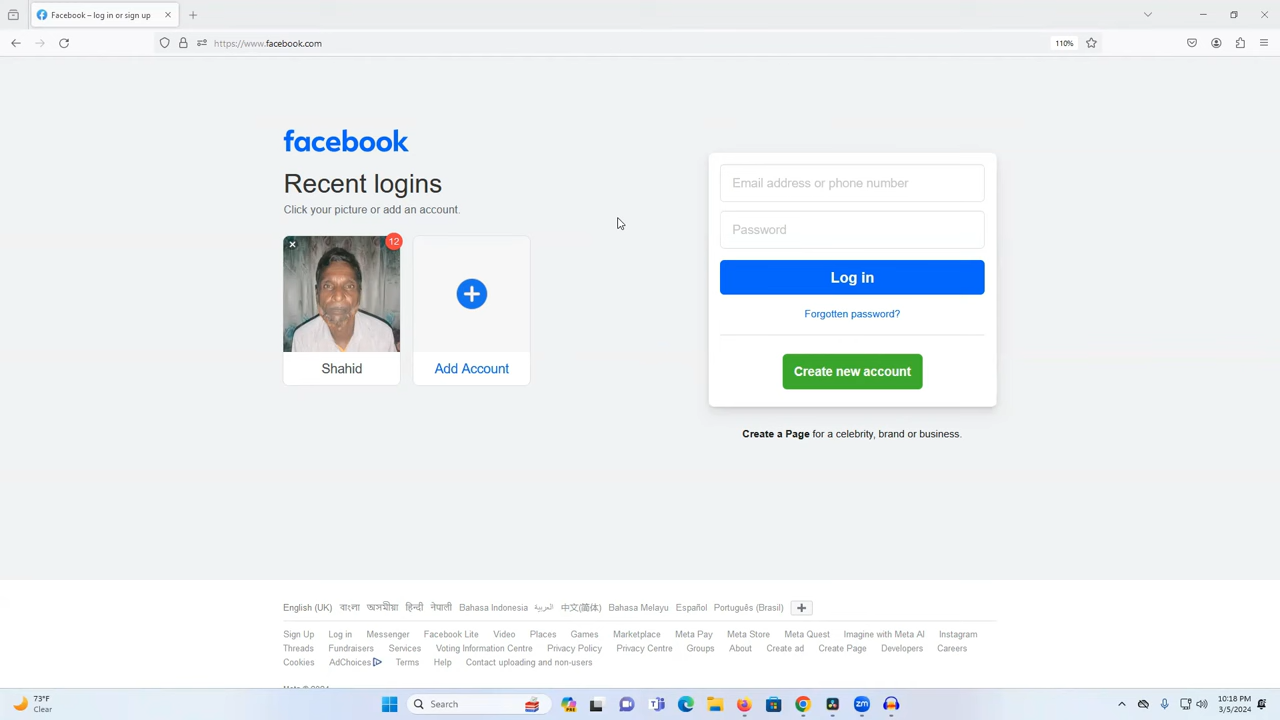 Facebook – log in or sign up
https://www.facebook.com
110%
facebook
Recent logins
Click your picture or add an account.
12
Shahid
Add Account
Email address or phone number
Password
Log in
Forgotten password?
Create new account
Create a Page for a celebrity, brand or business.
English (UK) বাংলা অসমীয়া हिन्दी नेपाली Bahasa Indonesia العربية 中文(简体) Bahasa Melayu Español Português (Brasil)
Sign Up Log in Messenger Facebook Lite Video Places Games Marketplace Meta Pay Meta Store Meta Quest Imagine with Meta AI Instagram
Threads Fundraisers Services Voting Information Centre Privacy Policy Privacy Centre Groups About Create ad Create Page Developers Careers
Cookies AdChoices Terms Help Contact uploading and non-users
73°F
Clear
Search
zm
10:18 PM
3/5/2024